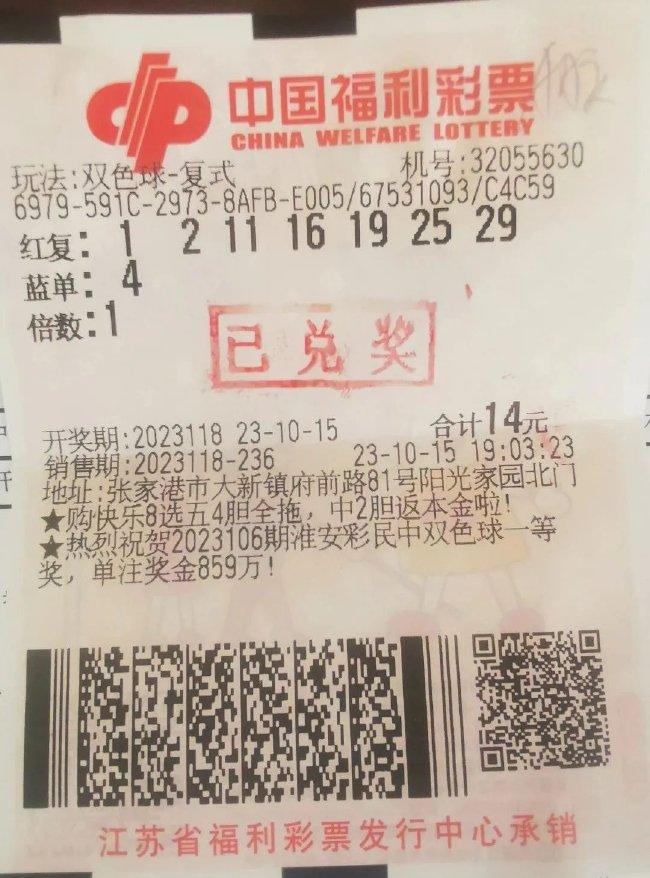 中国福利彩票
CHINA WELFARE LOTTERY
玩法:双色球-复式 机号:32055630
6979-591C-2973-8AFB-E005/67531093/C4C59
红复: 1 2 11 16 19 25 29
蓝单: 4
倍数:1
已兑奖
开奖期:2023118 23-10-15 合计14元
销售期:2023118-236 23-10-15 19:03:23
地址:张家港市大新镇府前路81号阳光家园北门
★购快乐8选五4胆全拖，中2胆返本金啦!
★热烈祝贺2023106期淮安彩民中双色球一等
奖，单注奖金859万!
江苏省福利彩票发行中心承销